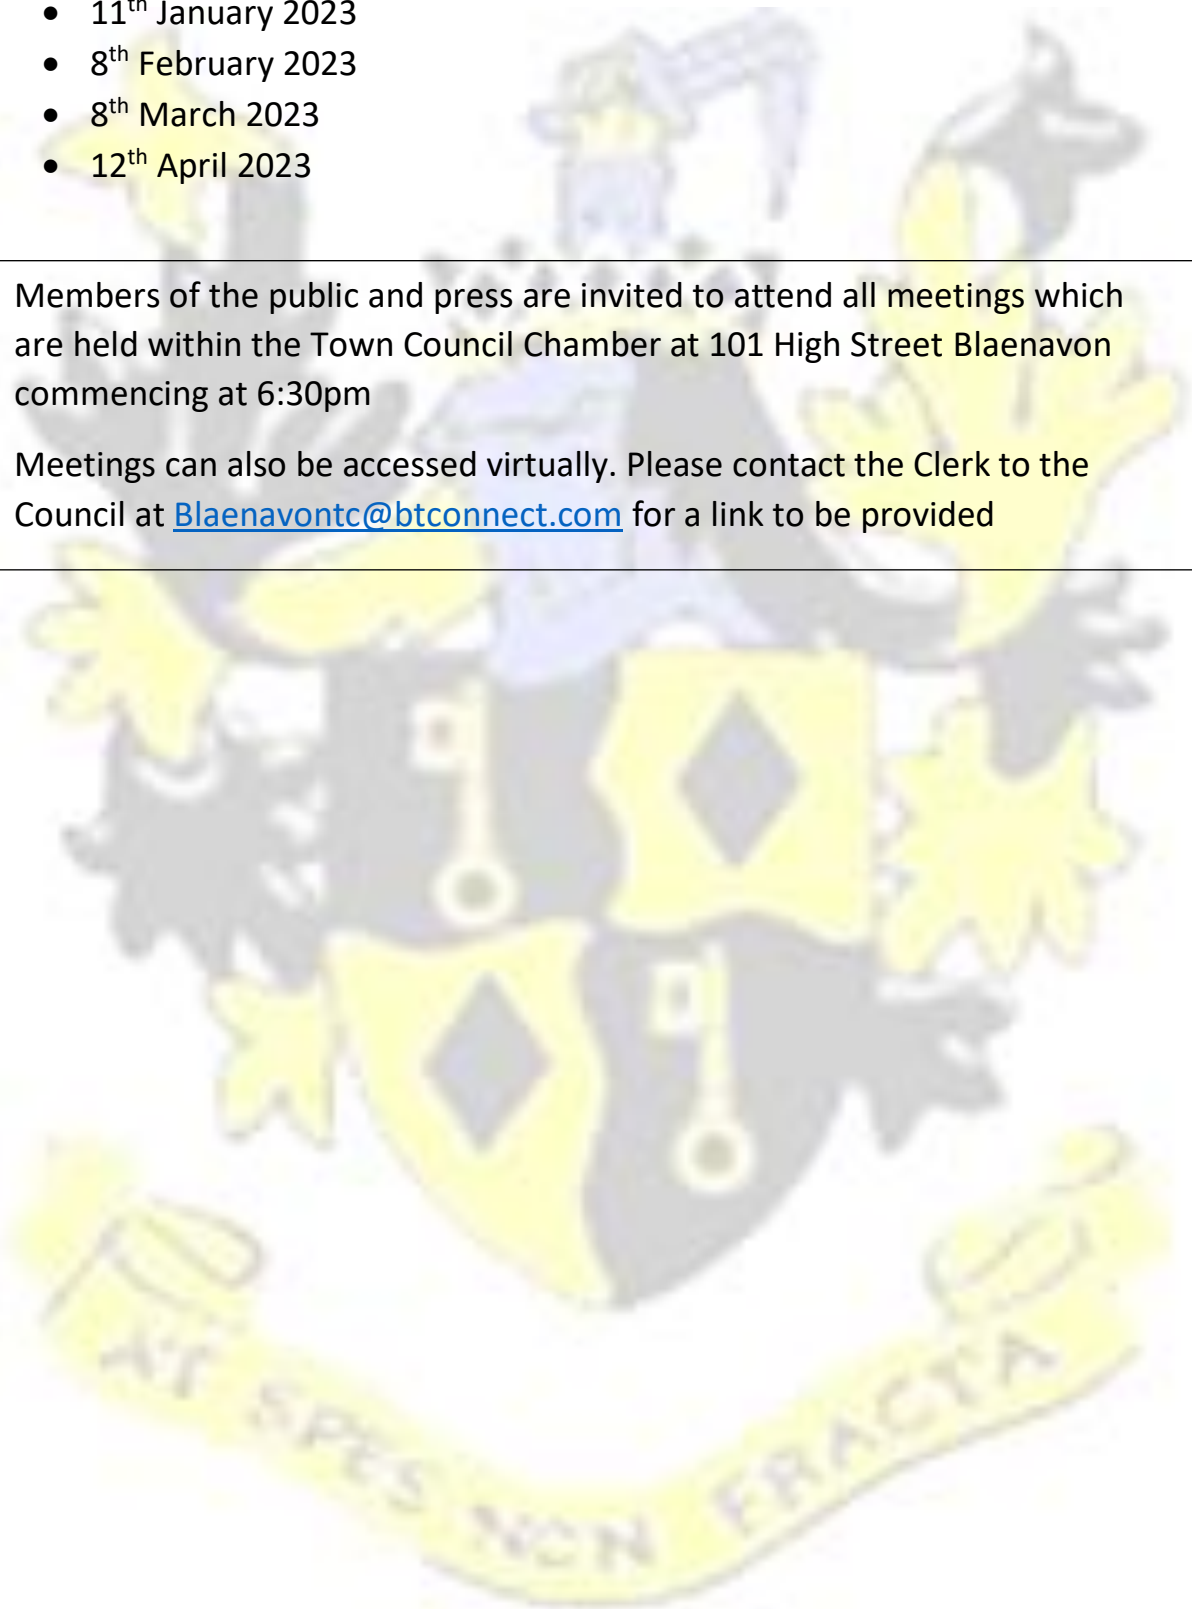 • 11th January 2023
• 8th February 2023
• 8th March 2023
• 12th April 2023
Members of the public and press are invited to attend all meetings which
are held within the Town Council Chamber at 101 High Street Blaenavon
commencing at 6:30pm
Meetings can also be accessed virtually. Please contact the Clerk to the
Council at Blaenavontc@btconnect.com for a link to be provided
AT SPES NON FRACTA